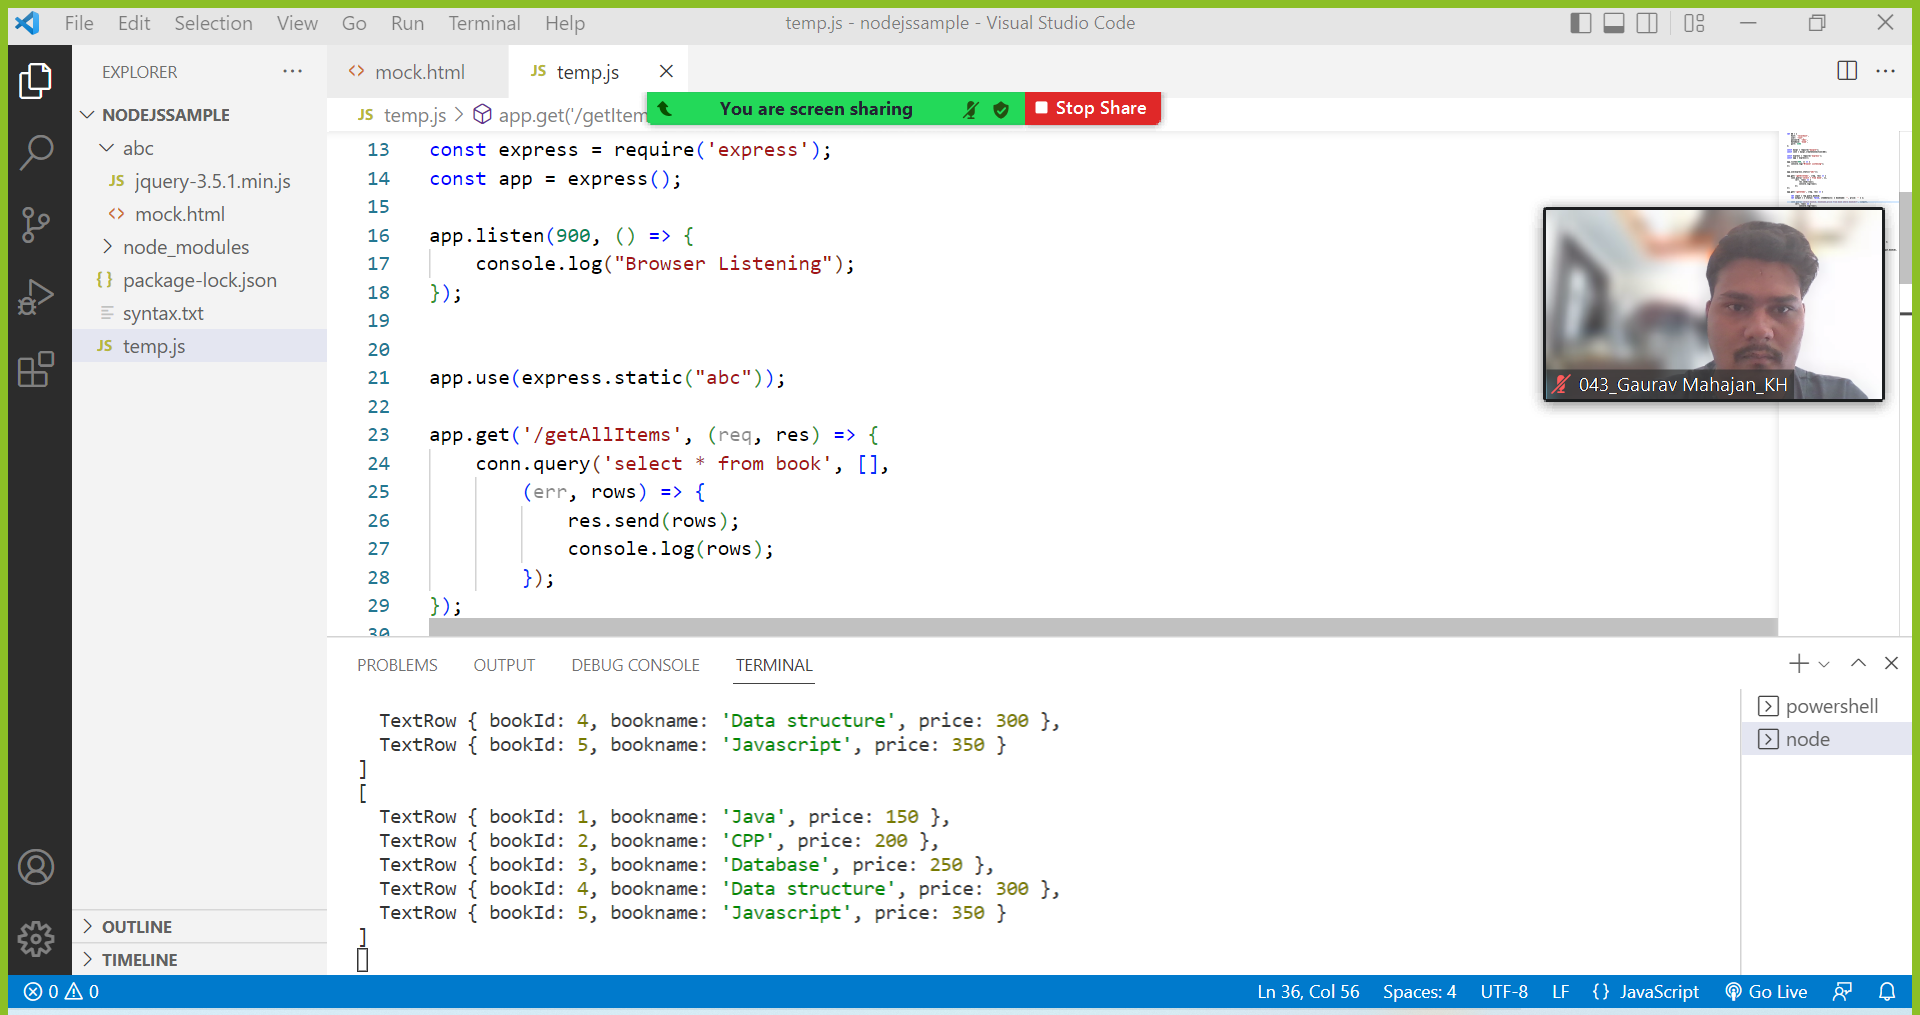 File Edit Selection View Go Run Terminal Help
temp.js - nodejssample - Visual Studio Code
EXPLORER
NODEJSSAMPLE
abc
JS jquery-3.5.1.min.js
<> mock.html
node_modules
{} package-lock.json
syntax.txt
JS temp.js
OUTLINE
TIMELINE
<> mock.html
JS temp.js
JS temp.js > app.get('/getItem
You are screen sharing
Stop Share
13 const express = require('express');
14 const app = express();
15
16 app.listen(900, () => {
17 console.log("Browser Listening");
18 });
19
20
21 app.use(express.static("abc"));
22
23 app.get('/getAllItems', (req, res) => {
24 conn.query('select * from book', [],
25 (err, rows) => {
26 res.send(rows);
27 console.log(rows);
28 });
29 });
30
043_Gaurav Mahajan_KH
PROBLEMS OUTPUT DEBUG CONSOLE TERMINAL
TextRow { bookId: 4, bookname: 'Data structure', price: 300 },
TextRow { bookId: 5, bookname: 'Javascript', price: 350 }
]
[
TextRow { bookId: 1, bookname: 'Java', price: 150 },
TextRow { bookId: 2, bookname: 'CPP', price: 200 },
TextRow { bookId: 3, bookname: 'Database', price: 250 },
TextRow { bookId: 4, bookname: 'Data structure', price: 300 },
TextRow { bookId: 5, bookname: 'Javascript', price: 350 }
]
powershell
node
0 0
Ln 36, Col 56 Spaces: 4 UTF-8 LF {} JavaScript Go Live